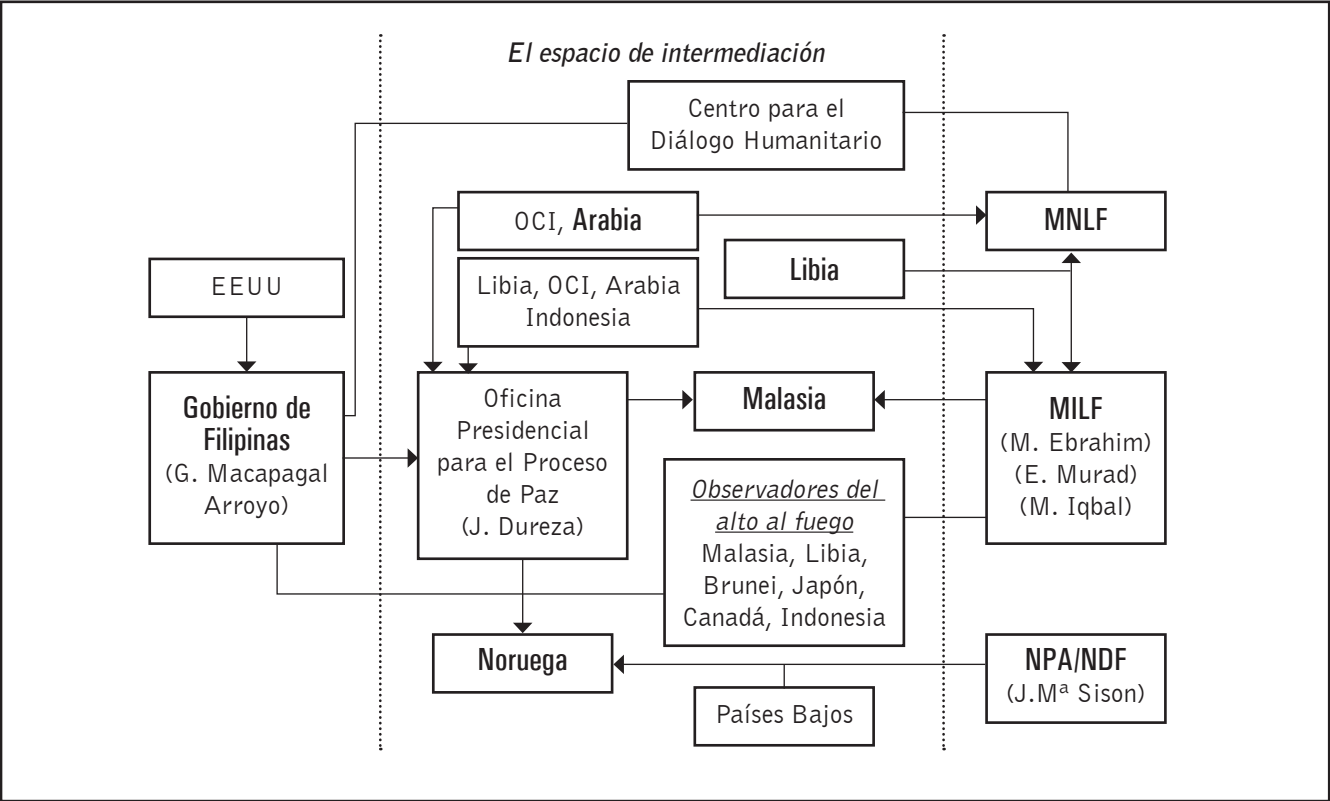 El espacio de intermediación
Centro para el
Diálogo Humanitario
OCI, Arabia
MNLF
Libia
EEUU
Libia, OCI, Arabia
Indonesia
Gobierno de
Filipinas
(G. Macapagal
Arroyo)
Oficina
Presidencial
para el Proceso
de Paz
(J. Dureza)
Malasia
MILF
(M. Ebrahim)
(E. Murad)
(M. Iqbal)
Observadores del
alto al fuego
Malasia, Libia,
Brunei, Japón,
Canadá, Indonesia
Noruega
NPA/NDF
(J.Mª Sison)
Países Bajos